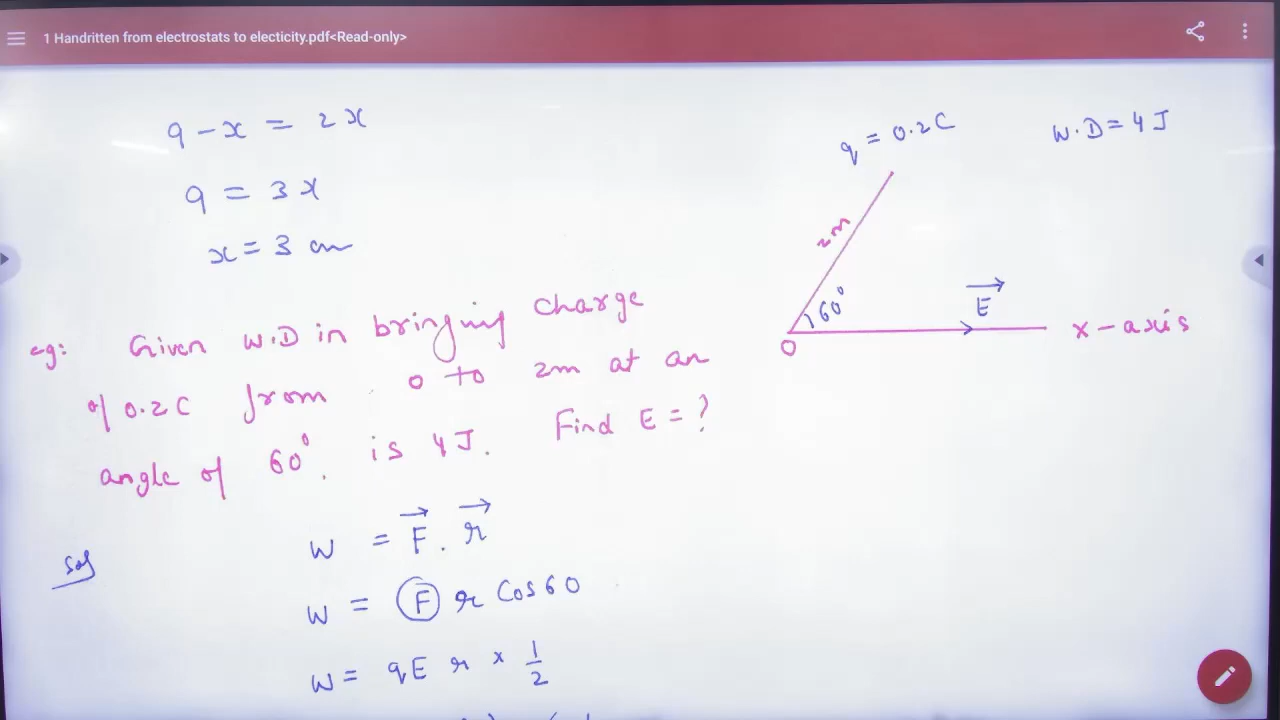 1 Handritten from electrostats to electicity.pdf<Read-only>
9 - x = 2x
9 = 3x
x = 3 cm
q = 0.2C
W.D = 4J
2m
60°
E→
O
x-axis
eg: Given W.D in bringing charge
of 0.2C from 0 to 2m at an
angle of 60°. is 4J. Find E = ?
Sol
W = F→ . r→
W = F r Cos60
W = qE r × 1/2